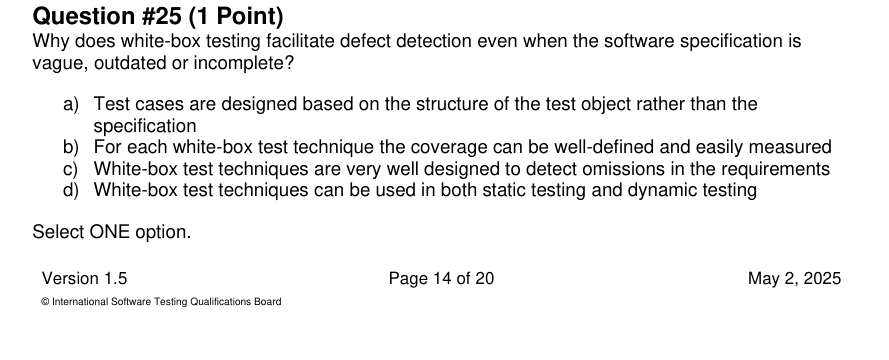 Question #25 (1 Point)
Why does white-box testing facilitate defect detection even when the software specification is
vague, outdated or incomplete?
a) Test cases are designed based on the structure of the test object rather than the
specification
b) For each white-box test technique the coverage can be well-defined and easily measured
c) White-box test techniques are very well designed to detect omissions in the requirements
d) White-box test techniques can be used in both static testing and dynamic testing
Select ONE option.
Version 1.5 Page 14 of 20 May 2, 2025
© International Software Testing Qualifications Board